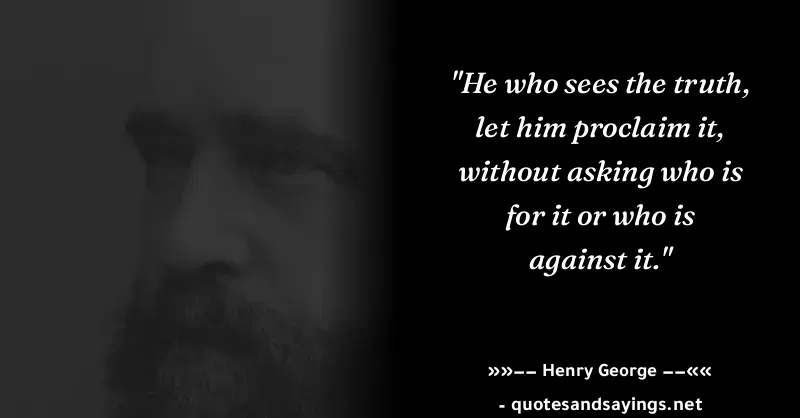 "He who sees the truth,
let him proclaim it,
without asking who is
for it or who is
against it."
»»−− Henry George −−««
- quotesandsayings.net